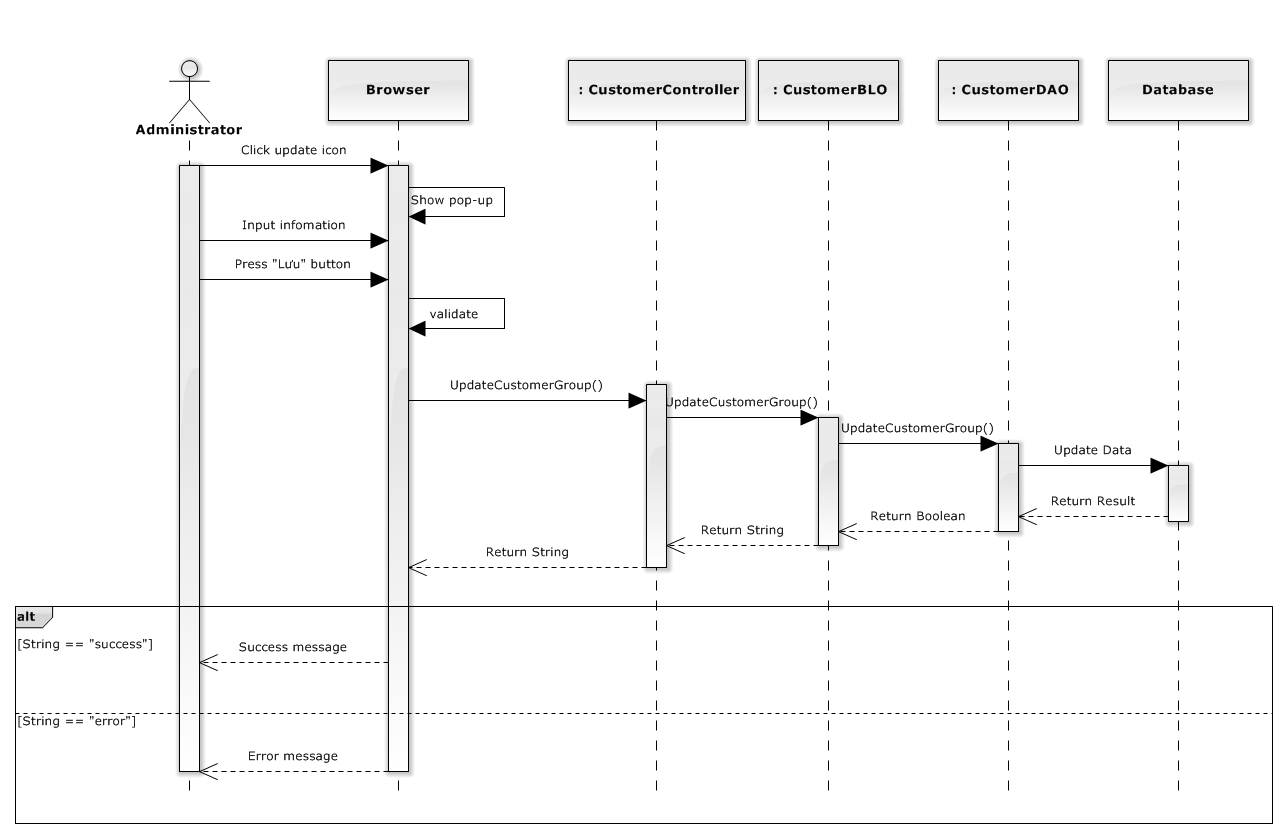 Browser
: CustomerController
: CustomerBLO
: CustomerDAO
Database
Administrator
Click update icon
Show pop-up
Input infomation
Press "Lưu" button
validate
UpdateCustomerGroup()
UpdateCustomerGroup()
UpdateCustomerGroup()
Update Data
Return Result
Return Boolean
Return String
Return String
alt
[String == "success"]
Success message
[String == "error"]
Error message